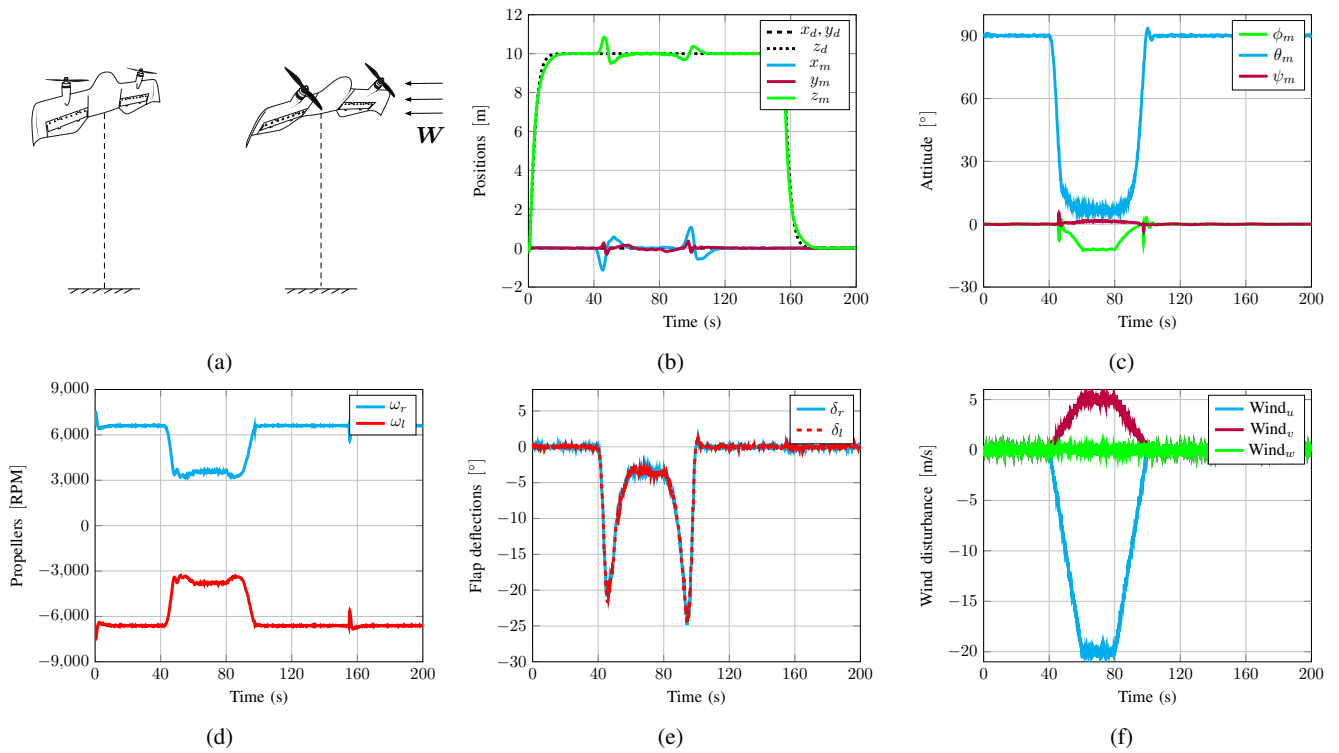 W
(a)
x_d, y_d
z_d
x_m
y_m
z_m
Positions [m]
12
10
8
6
4
2
0
−2
0 40 80 120 160 200
Time (s)
(b)
ϕ_m
θ_m
ψ_m
Attitude [°]
90
60
30
0
−30
0 40 80 120 160 200
Time (s)
(c)
ω_r
ω_l
Propellers [RPM]
9,000
6,000
3,000
0
−3,000
−6,000
−9,000
0 40 80 120 160 200
Time (s)
(d)
δ_r
δ_l
Flap deflections [°]
5
0
−5
−10
−15
−20
−25
−30
0 40 80 120 160 200
Time (s)
(e)
Wind_u
Wind_v
Wind_w
Wind disturbance [m/s]
5
0
−5
−10
−15
−20
0 40 80 120 160 200
Time (s)
(f)